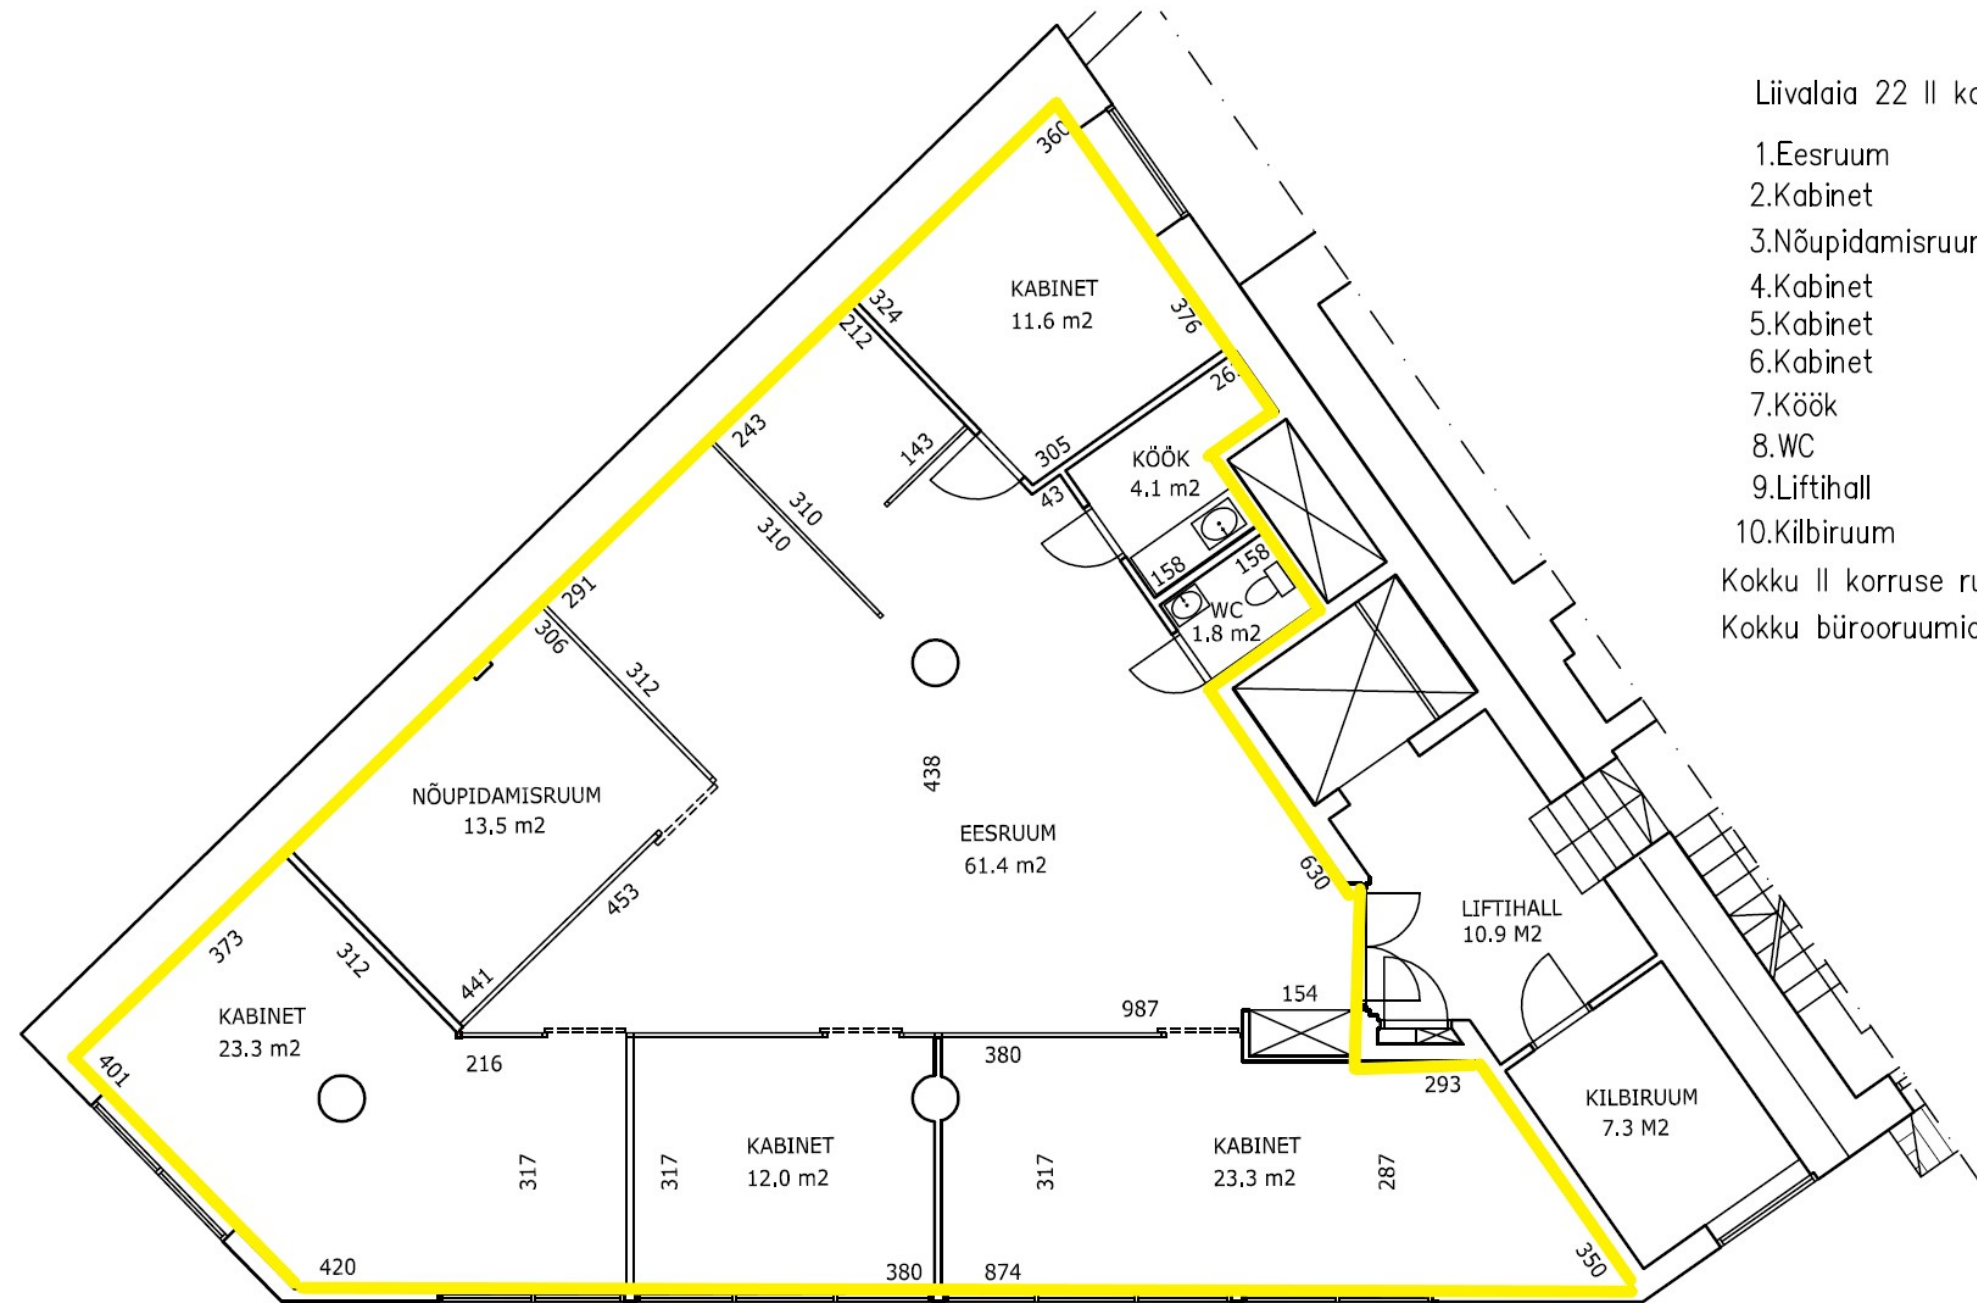 Liivalaia 22 II
1.Eesruum
2.Kabinet
3.Nõupidamisruum
4.Kabinet
5.Kabinet
6.Kabinet
7.Köök
8.WC
9.Liftihall
10.Kilbiruum
Kokku II korruse
Kokku
360
KABINET
11.6 m2
324
212
376
243
143
305
43
KÖÖK
4.1 m2
310
310
158
158
WC
1.8 m2
291
306
312
438
NÕUPIDAMISRUUM
13.5 m2
EESRUUM
61.4 m2
630
453
441
LIFTIHALL
10.9 M2
373
312
KABINET
23.3 m2
401
216
987
154
380
293
KILBIRUUM
7.3 M2
317
317
KABINET
12.0 m2
317
KABINET
23.3 m2
287
350
420
380
874